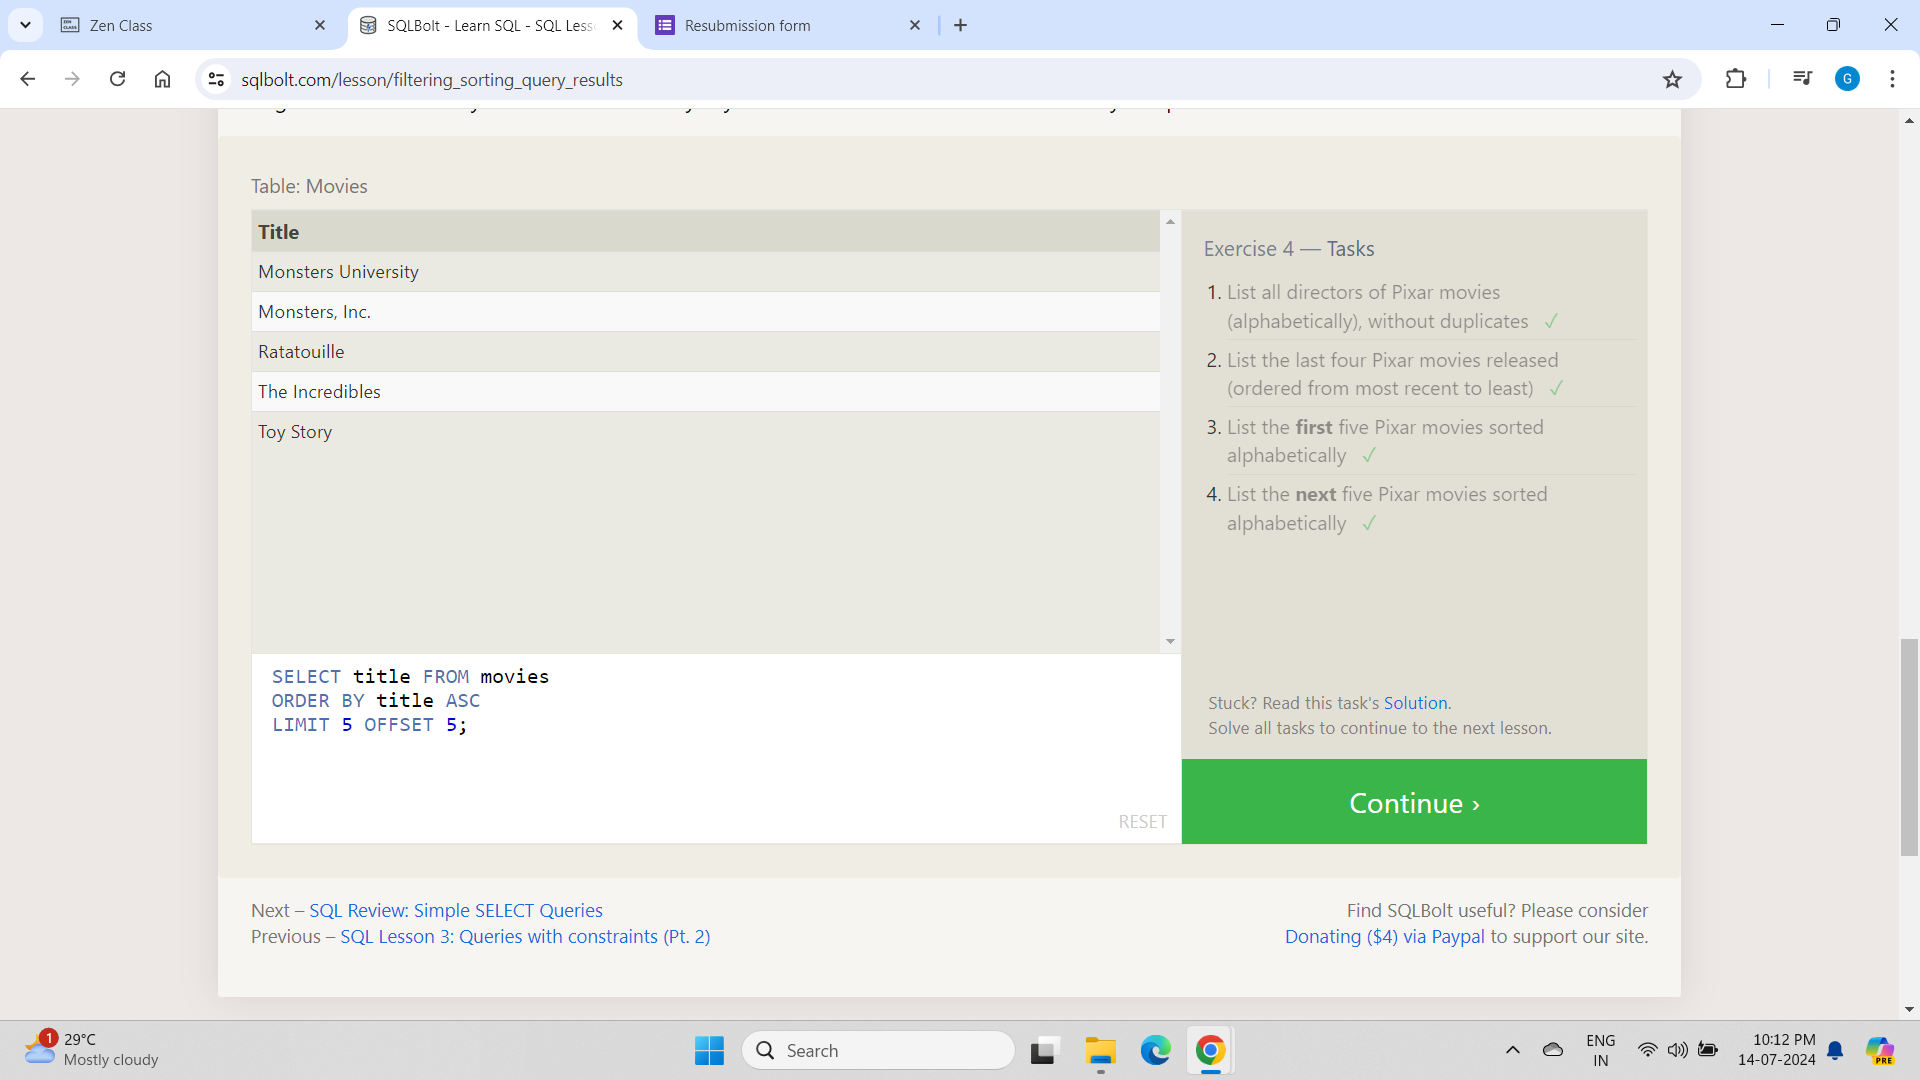 Zen Class
SQLBolt - Learn SQL - SQL Less
Resubmission form
sqlbolt.com/lesson/filtering_sorting_query_results
G
Table: Movies
Title
Monsters University
Monsters, Inc.
Ratatouille
The Incredibles
Toy Story
SELECT title FROM movies
ORDER BY title ASC
LIMIT 5 OFFSET 5;
RESET
Exercise 4 — Tasks
1. List all directors of Pixar movies
(alphabetically), without duplicates ✓
2. List the last four Pixar movies released
(ordered from most recent to least) ✓
3. List the first five Pixar movies sorted
alphabetically ✓
4. List the next five Pixar movies sorted
alphabetically ✓
Stuck? Read this task's Solution.
Solve all tasks to continue to the next lesson.
Continue ›
Next – SQL Review: Simple SELECT Queries
Previous – SQL Lesson 3: Queries with constraints (Pt. 2)
Find SQLBolt useful? Please consider
Donating ($4) via Paypal to support our site.
1
29°C
Mostly cloudy
Search
ENG
IN
10:12 PM
14-07-2024
PRE